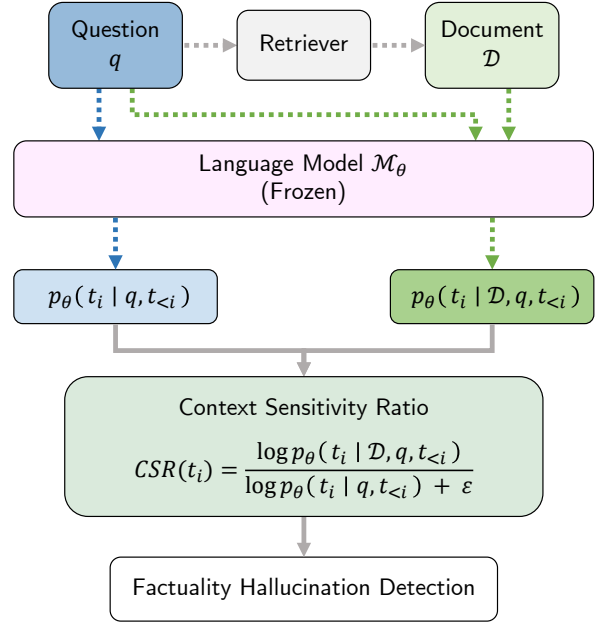 Question
q
Retriever
Document
𝒟
Language Model ℳ_θ
(Frozen)
p_θ( t_i | q, t_{<i} )
p_θ( t_i | 𝒟, q, t_{<i} )
Context Sensitivity Ratio
CSR(t_i) = \frac{log p_θ( t_i | 𝒟, q, t_{<i} )}{log p_θ( t_i | q, t_{<i} ) + ε}
Factuality Hallucination Detection